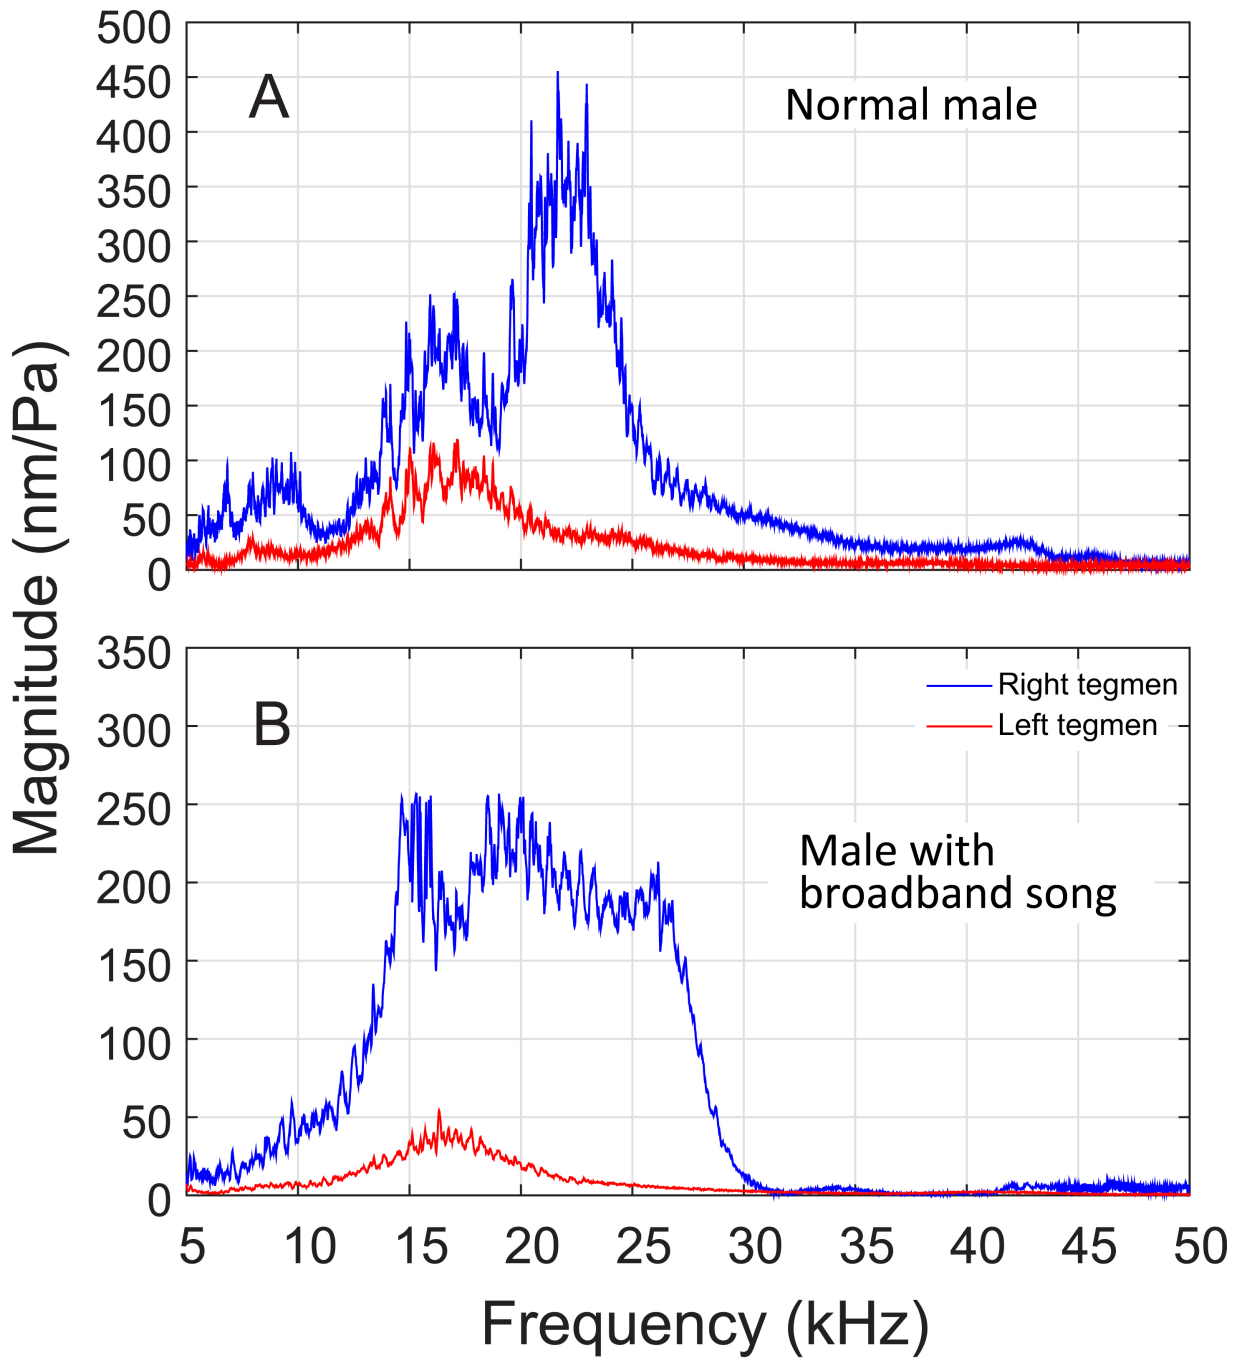 Magnitude (nm/Pa)
500
450
400
350
300
250
200
150
100
50
0
A
Normal male
350
300
250
200
150
100
50
0
B
Right tegmen
Left tegmen
Male with
broadband song
5 10 15 20 25 30 35 40 45 50
Frequency (kHz)